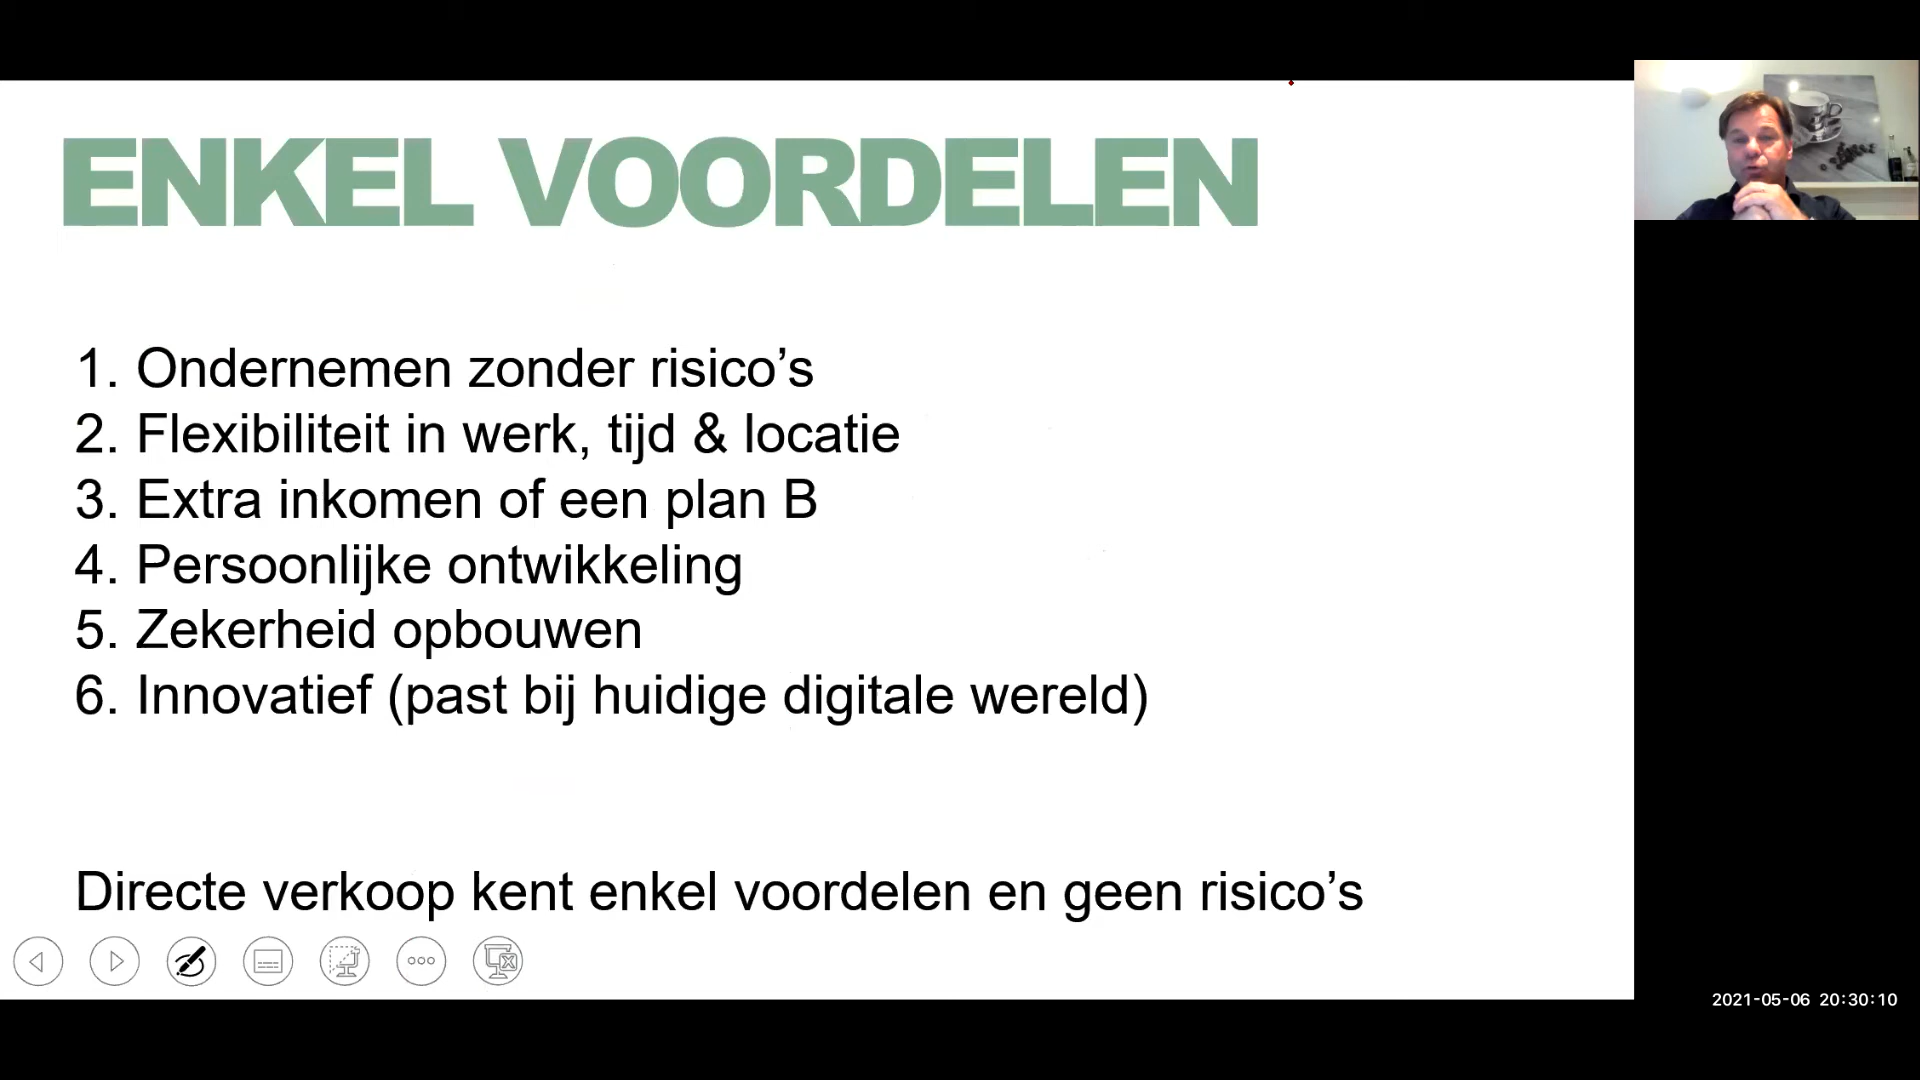 ENKEL VOORDELEN
1. Ondernemen zonder risico’s
2. Flexibiliteit in werk, tijd & locatie
3. Extra inkomen of een plan B
4. Persoonlijke ontwikkeling
5. Zekerheid opbouwen
6. Innovatief (past bij huidige digitale wereld)
Directe verkoop kent enkel voordelen en geen risico’s
2021-05-06 20:30:10